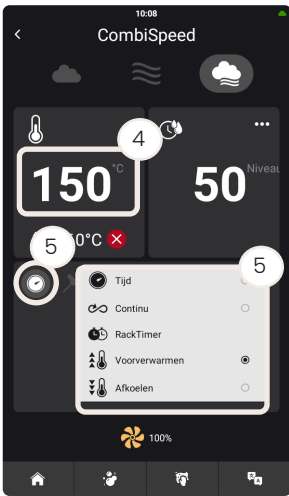 10:08
CombiSpeed
4
°C
150
50
Niveau
0°C
5
5
Tijd
Continu
RackTimer
Voorverwarmen
Afkoelen
100%